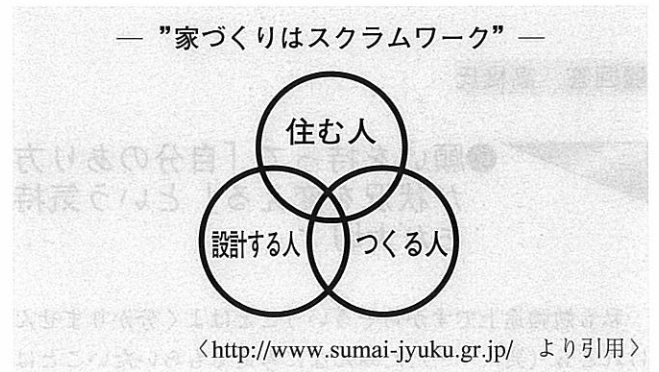 ― ”家づくりはスクラムワーク” ―
住む人
設計する人
つくる人
〈http://www.sumai-jyuku.gr.jp/　より引用〉